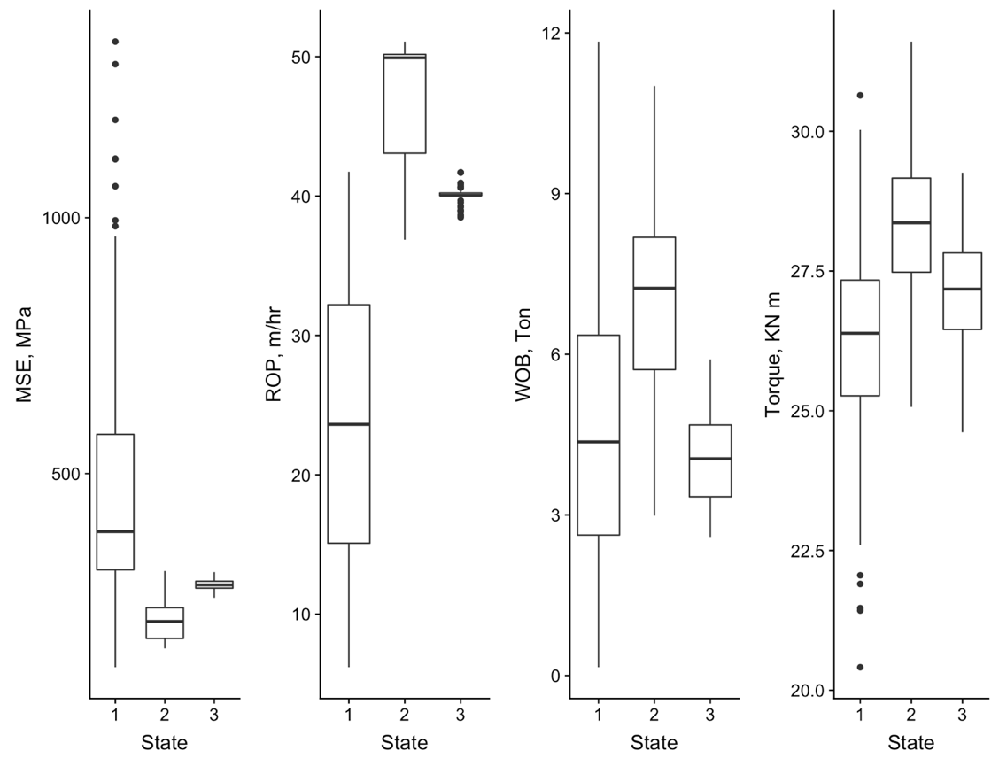 MSE, MPa
1000
500
1 2 3
State
ROP, m/hr
50
40
30
20
10
1 2 3
State
WOB, Ton
12
9
6
3
0
1 2 3
State
Torque, KN m
30.0
27.5
25.0
22.5
20.0
1 2 3
State